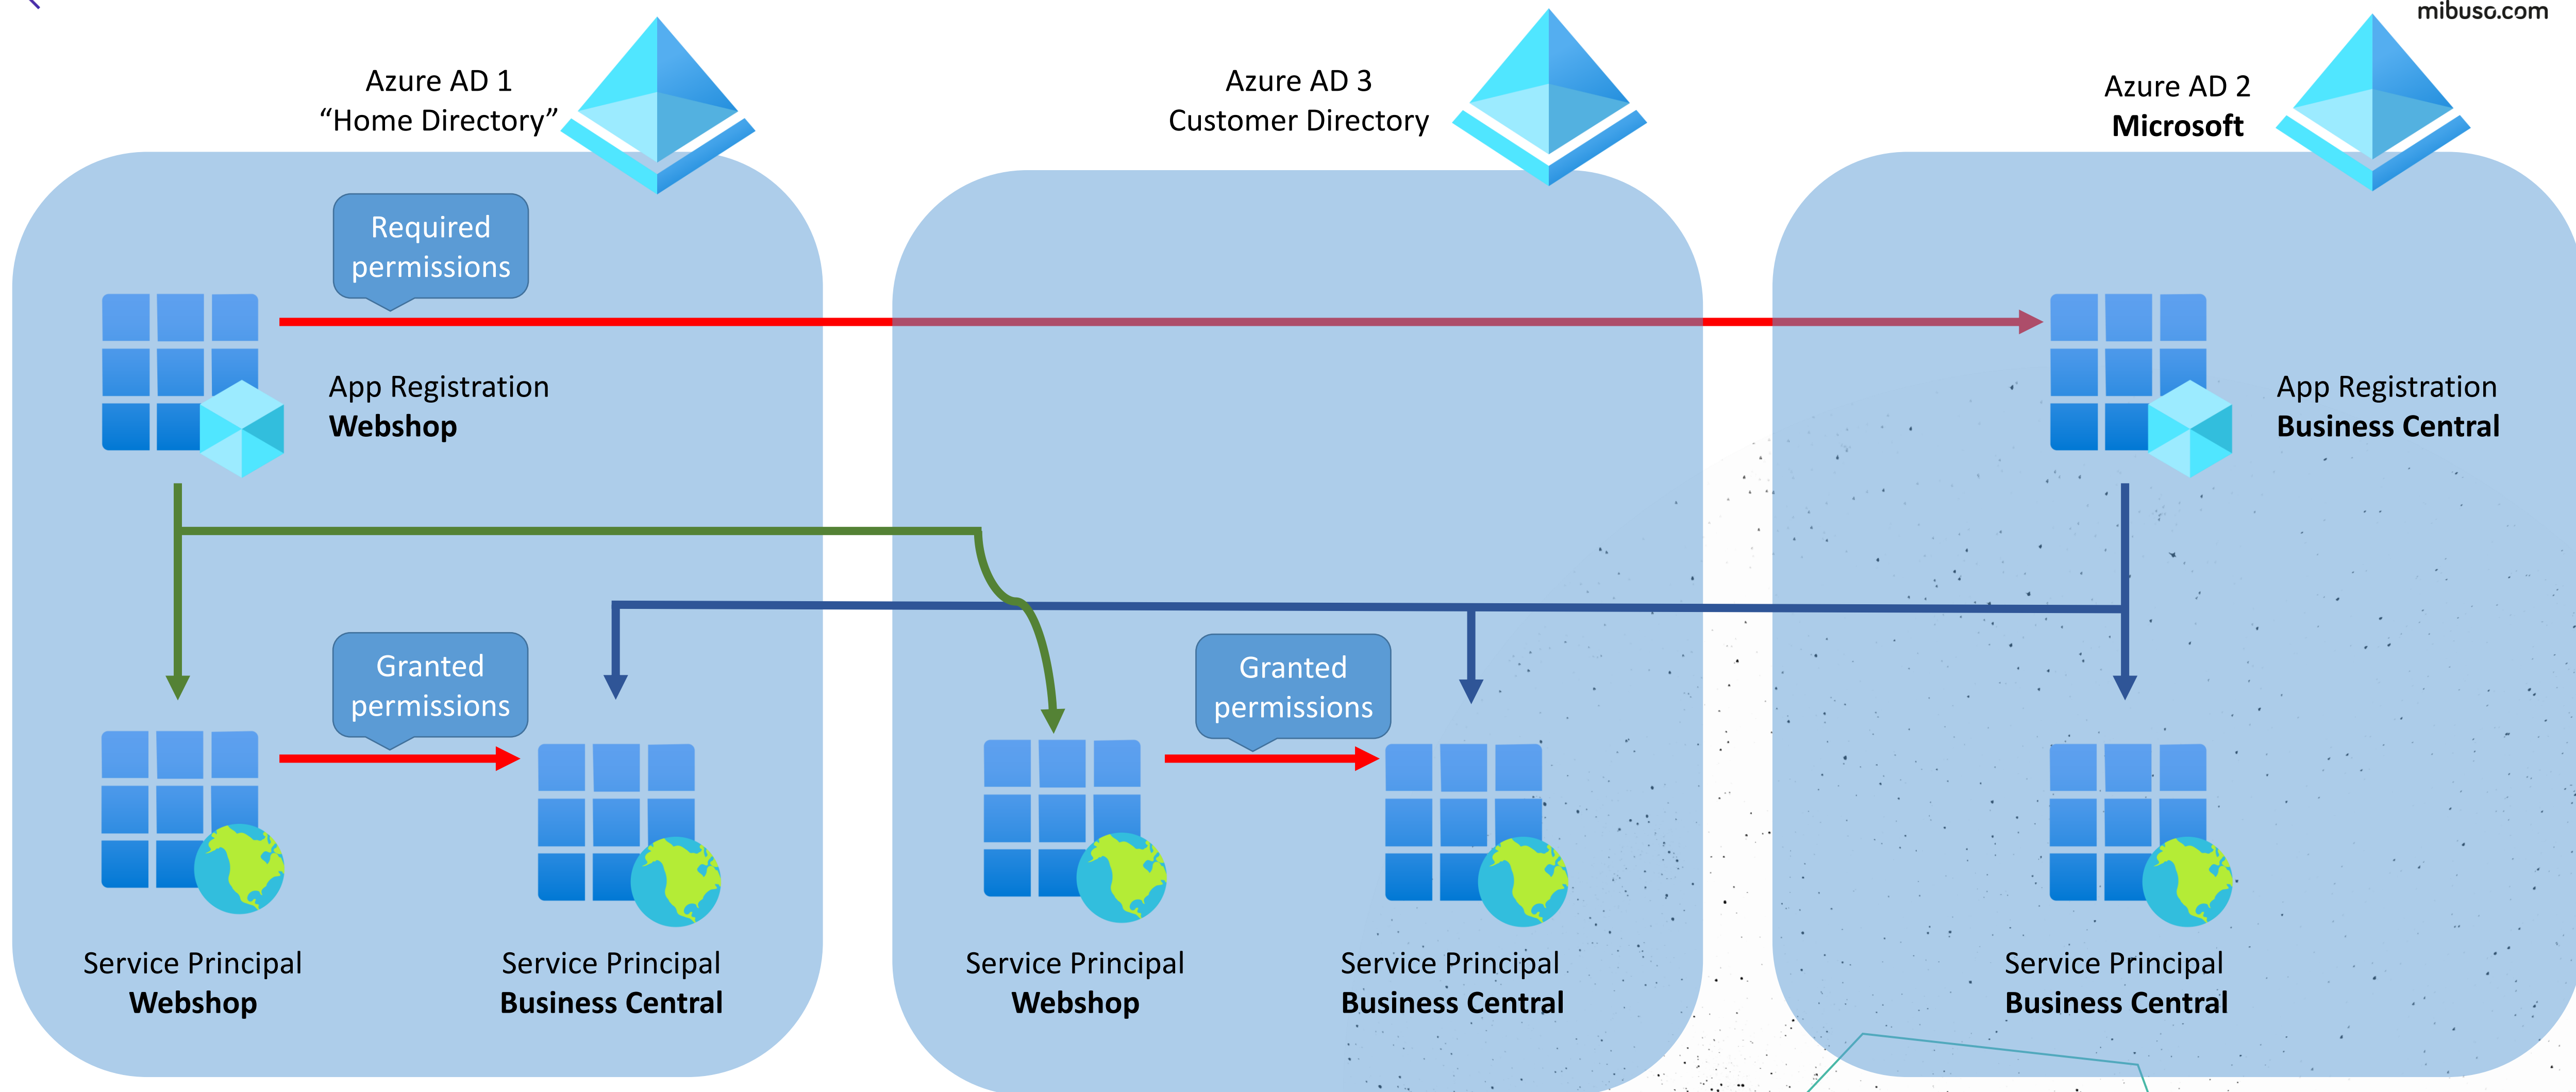 mibuso.com
Azure AD 1
“Home Directory”
Azure AD 3
Customer Directory
Azure AD 2
Microsoft
Required
permissions
App Registration
Webshop
App Registration
Business Central
Granted
permissions
Granted
permissions
Service Principal
Webshop
Service Principal
Business Central
Service Principal
Webshop
Service Principal
Business Central
Service Principal
Business Central